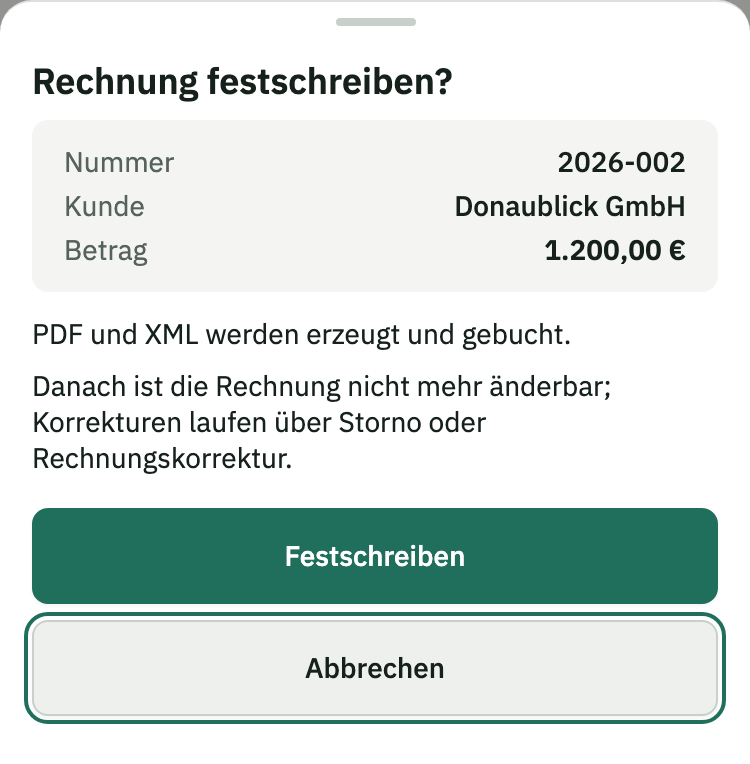 Rechnung festschreiben?
Nummer 2026-002
Kunde Donaublick GmbH
Betrag 1.200,00 €
PDF und XML werden erzeugt und gebucht.
Danach ist die Rechnung nicht mehr änderbar;
Korrekturen laufen über Storno oder
Rechnungskorrektur.
Festschreiben
Abbrechen